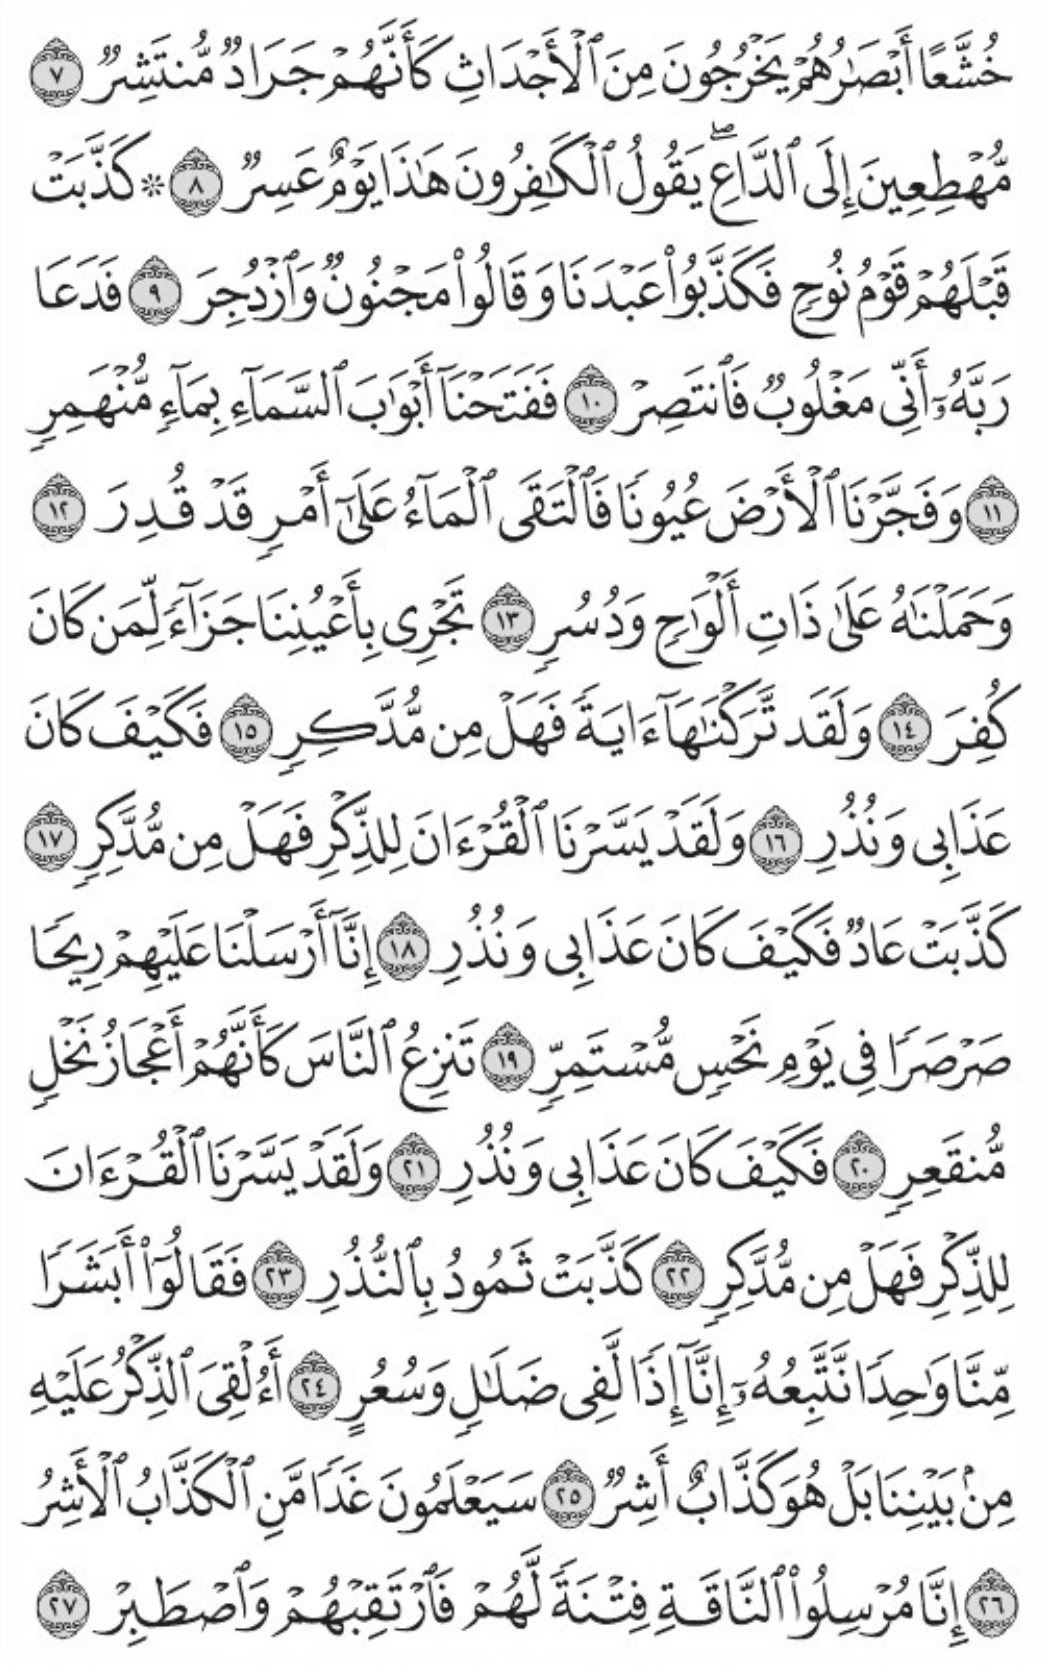 خُشَّعًا أَبْصَٰرُهُمْ يَخْرُجُونَ مِنَ ٱلْأَجْدَاثِ كَأَنَّهُمْ جَرَادٌ مُّنتَشِرٌ ٧
مُّهْطِعِينَ إِلَى ٱلدَّاعِ ۖ يَقُولُ ٱلْكَٰفِرُونَ هَٰذَا يَوْمٌ عَسِرٌ ٨ * كَذَّبَتْ
قَبْلَهُمْ قَوْمُ نُوحٍ فَكَذَّبُوا۟ عَبْدَنَا وَقَالُوا۟ مَجْنُونٌ وَٱزْدُجِرَ ٩ فَدَعَا
رَبَّهُۥٓ أَنِّى مَغْلُوبٌ فَٱنتَصِرْ ١٠ فَفَتَحْنَآ أَبْوَٰبَ ٱلسَّمَآءِ بِمَآءٍ مُّنْهَمِرٍ
١١ وَفَجَّرْنَا ٱلْأَرْضَ عُيُونًا فَٱلْتَقَى ٱلْمَآءُ عَلَىٰٓ أَمْرٍ قَدْ قُدِرَ ١٢
وَحَمَلْنَٰهُ عَلَىٰ ذَاتِ أَلْوَٰحٍ وَدُسُرٍ ١٣ تَجْرِى بِأَعْيُنِنَا جَزَآءً لِّمَن كَانَ
كُفِرَ ١٤ وَلَقَد تَّرَكْنَٰهَآ ءَايَةً فَهَلْ مِن مُّدَّكِرٍ ١٥ فَكَيْفَ كَانَ
عَذَابِى وَنُذُرِ ١٦ وَلَقَدْ يَسَّرْنَا ٱلْقُرْءَانَ لِلذِّكْرِ فَهَلْ مِن مُّدَّكِرٍ ١٧
كَذَّبَتْ عَادٌ فَكَيْفَ كَانَ عَذَابِى وَنُذُرِ ١٨ إِنَّآ أَرْسَلْنَا عَلَيْهِمْ رِيحًا
صَرْصَرًا فِى يَوْمِ نَحْسٍ مُّسْتَمِرٍّ ١٩ تَنزِعُ ٱلنَّاسَ كَأَنَّهُمْ أَعْجَازُ نَخْلٍ
مُّنقَعِرٍ ٢٠ فَكَيْفَ كَانَ عَذَابِى وَنُذُرِ ٢١ وَلَقَدْ يَسَّرْنَا ٱلْقُرْءَانَ
لِلذِّكْرِ فَهَلْ مِن مُّدَّكِرٍ ٢٢ كَذَّبَتْ ثَمُودُ بِٱلنُّذُرِ ٢٣ فَقَالُوٓا۟ أَبَشَرًا
مِّنَّا وَٰحِدًا نَّتَّبِعُهُۥٓ إِنَّآ إِذًا لَّفِى ضَلَٰلٍ وَسُعُرٍ ٢٤ أَءُلْقِىَ ٱلذِّكْرُ عَلَيْهِ
مِنۢ بَيْنِنَا بَلْ هُوَ كَذَّابٌ أَشِرٌ ٢٥ سَيَعْلَمُونَ غَدًا مَّنِ ٱلْكَذَّابُ ٱلْأَشِرُ
٢٦ إِنَّا مُرْسِلُوا۟ ٱلنَّاقَةِ فِتْنَةً لَّهُمْ فَٱرْتَقِبْهُمْ وَٱصْطَبِرْ ٢٧